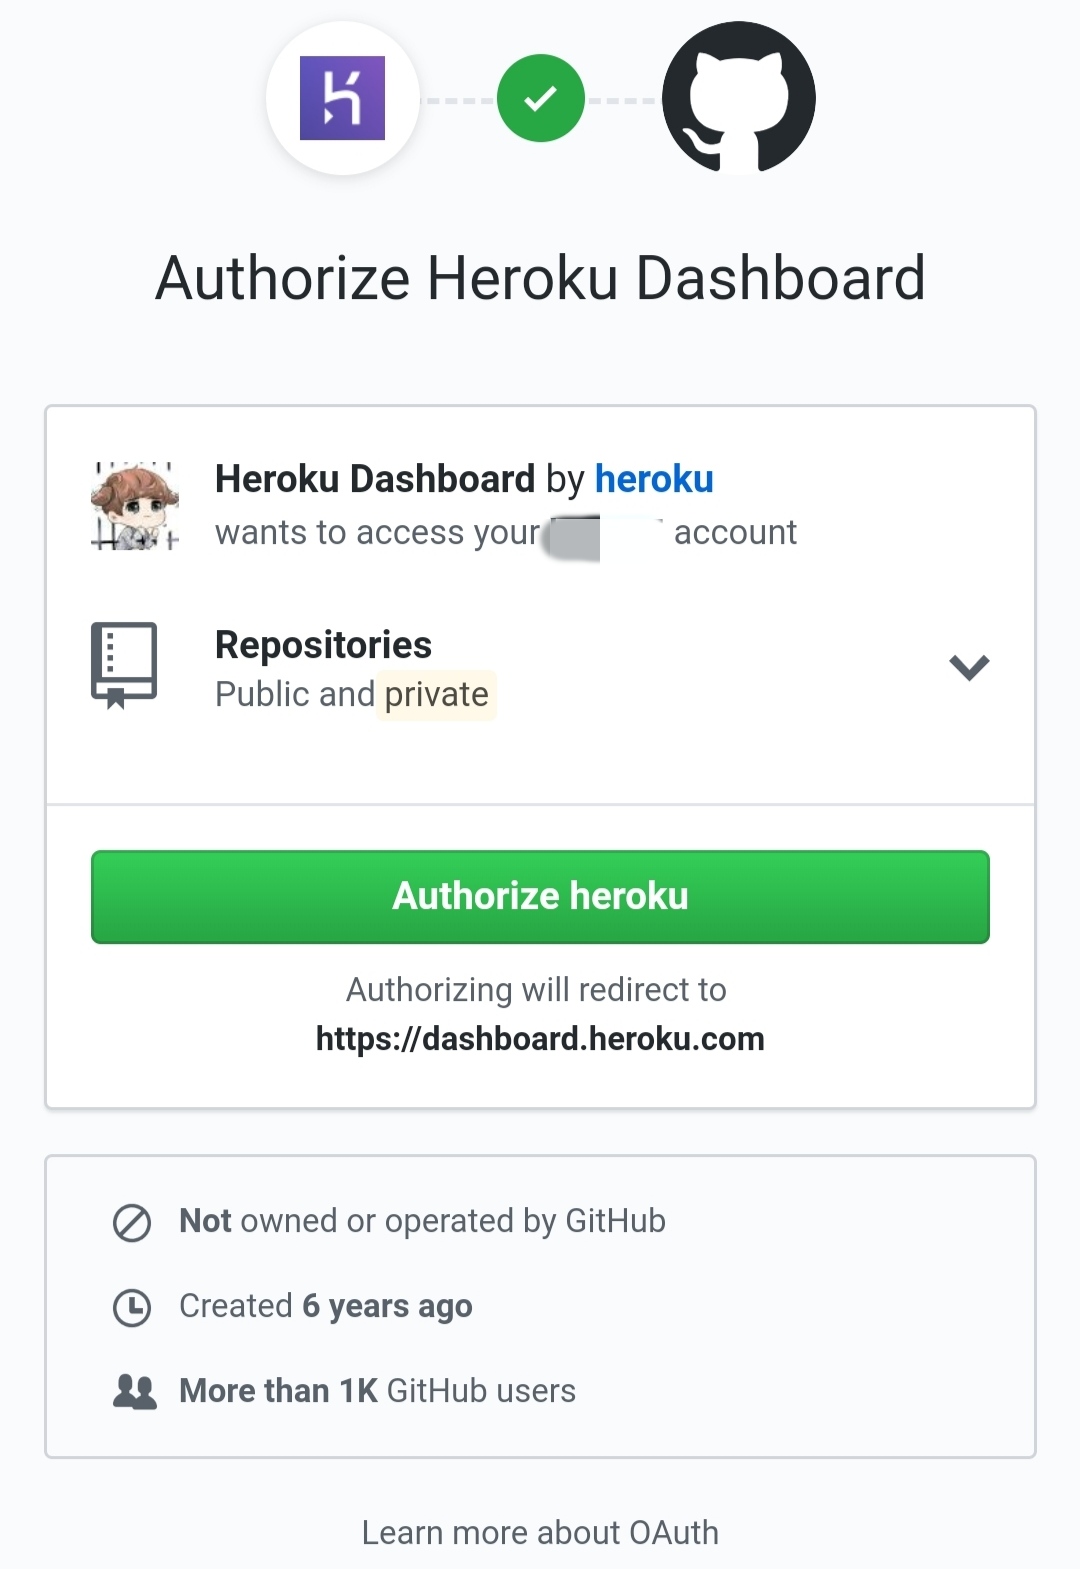 Authorize Heroku Dashboard
Heroku Dashboard by heroku
wants to access your account
Repositories
Public and private
Authorize heroku
Authorizing will redirect to
https://dashboard.heroku.com
Not owned or operated by GitHub
Created 6 years ago
More than 1K GitHub users
Learn more about OAuth